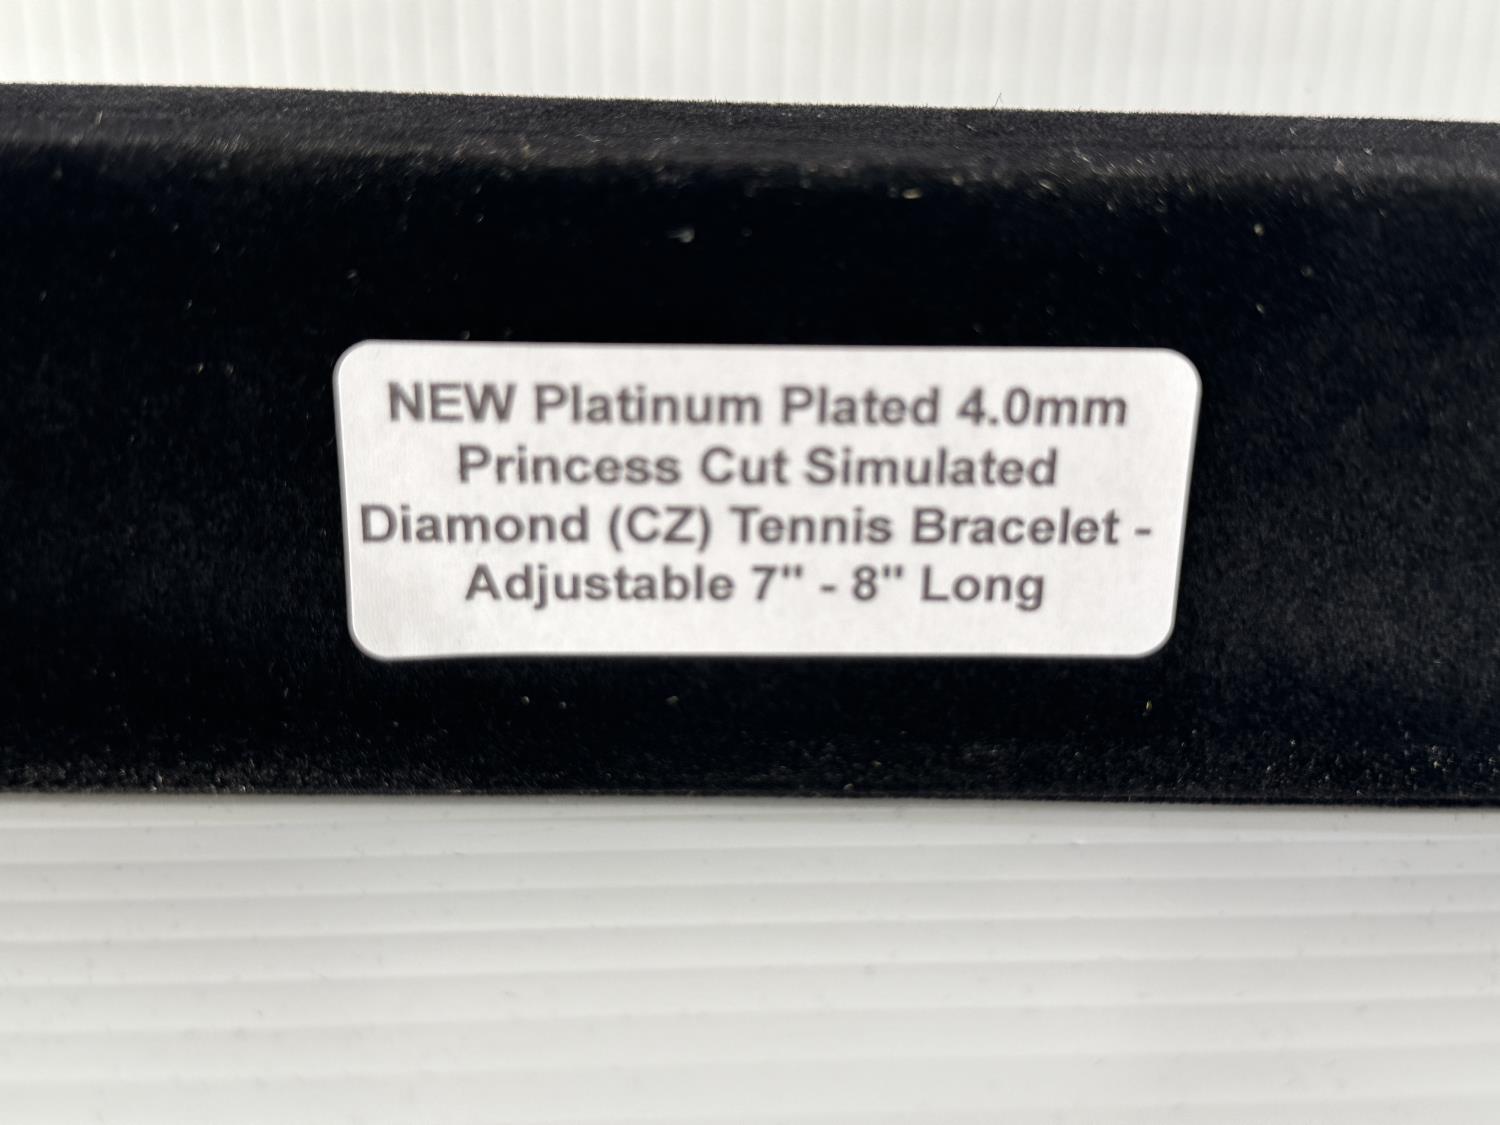 NEW Platinum Plated 4.0mm
Princess Cut Simulated
Diamond (CZ) Tennis Bracelet -
Adjustable 7" - 8" Long